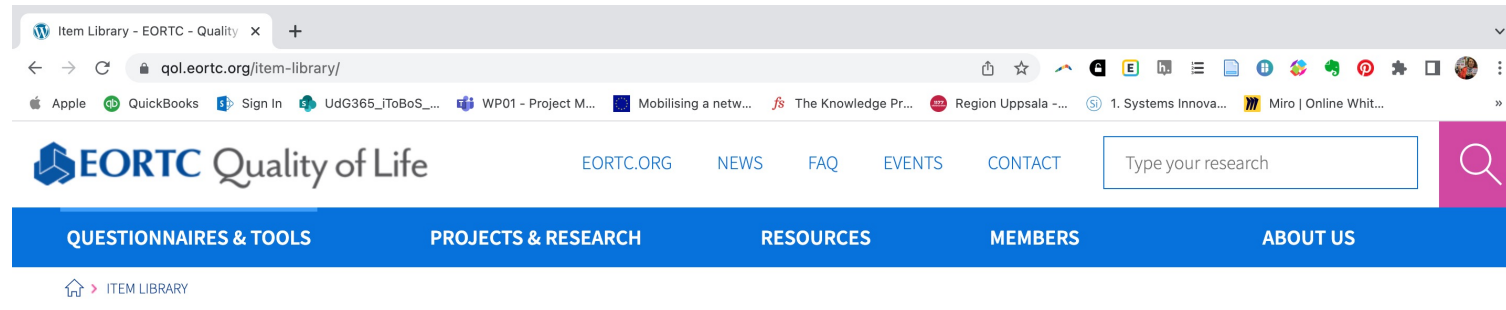 Item Library - EORTC - Quality
qol.eortc.org/item-library/
Apple QuickBooks Sign In UdG365_iToBoS_... WP01 - Project M... Mobilising a netw... The Knowledge Pr... Region Uppsala -... 1. Systems Innova... Miro | Online Whit... »
EORTC Quality of Life EORTC.ORG NEWS FAQ EVENTS CONTACT Type your research
QUESTIONNAIRES & TOOLS PROJECTS & RESEARCH RESOURCES MEMBERS ABOUT US
> ITEM LIBRARY